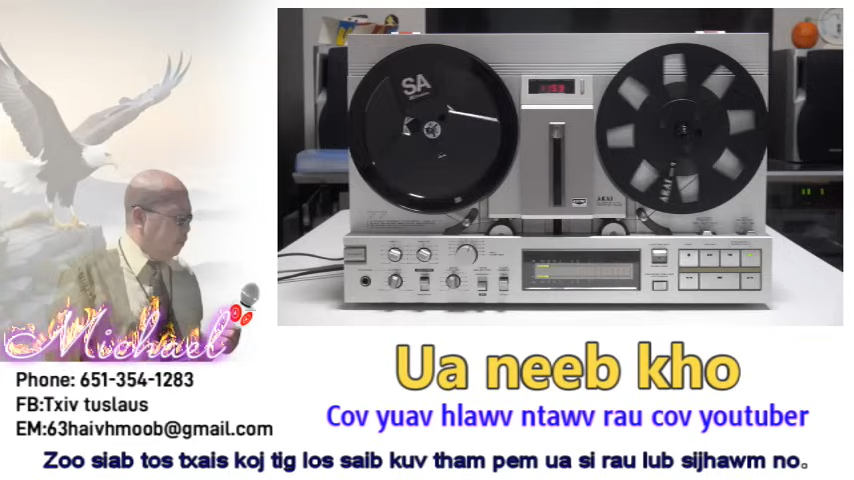 SA
1159
AKAI
AKAI
Michael
Phone: 651-354-1283
FB:Txiv tuslaus
EM:63haivhmoob@gmail.com
Ua neeb kho
Cov yuav hlawv ntawv rau cov youtuber
Zoo siab tos txais koj tig los saib kuv tham pem ua si rau lub sijhawm no。